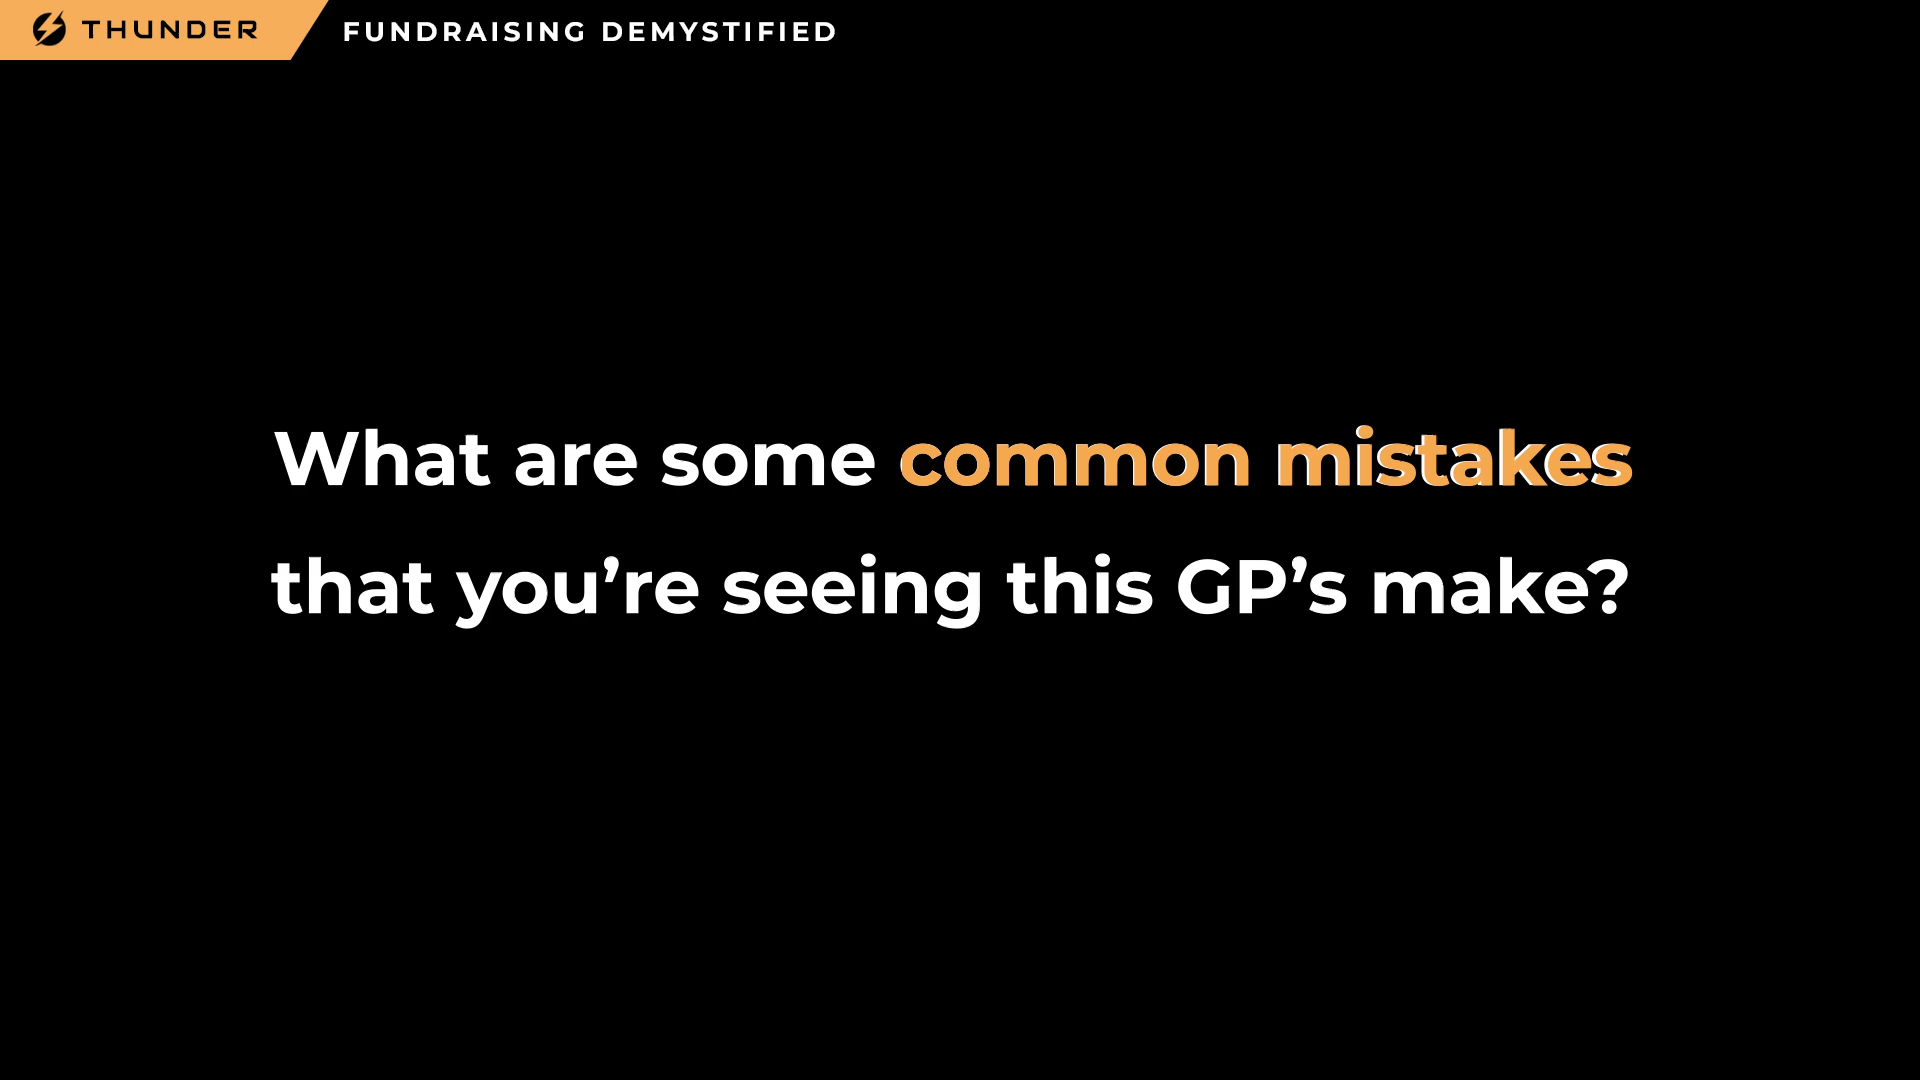 THUNDER
FUNDRAISING DEMYSTIFIED
What are some common mistakes
that you’re seeing this GP’s make?